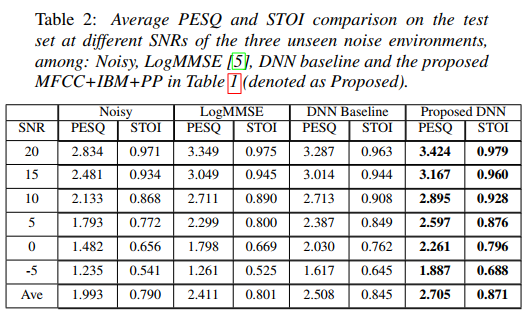 Table 2: Average PESQ and STOI comparison on the test
set at different SNRs of the three unseen noise environments,
among: Noisy, LogMMSE [5], DNN baseline and the proposed
MFCC+IBM+PP in Table 1 (denoted as Proposed).
Noisy LogMMSE DNN Baseline Proposed DNN
SNR PESQ STOI PESQ STOI PESQ STOI PESQ STOI
20 2.834 0.971 3.349 0.975 3.287 0.963 3.424 0.979
15 2.481 0.934 3.049 0.945 3.014 0.944 3.167 0.960
10 2.133 0.868 2.711 0.890 2.713 0.908 2.895 0.928
5 1.793 0.772 2.299 0.800 2.387 0.849 2.597 0.876
0 1.482 0.656 1.798 0.669 2.030 0.762 2.261 0.796
-5 1.235 0.541 1.261 0.525 1.617 0.645 1.887 0.688
Ave 1.993 0.790 2.411 0.801 2.508 0.845 2.705 0.871